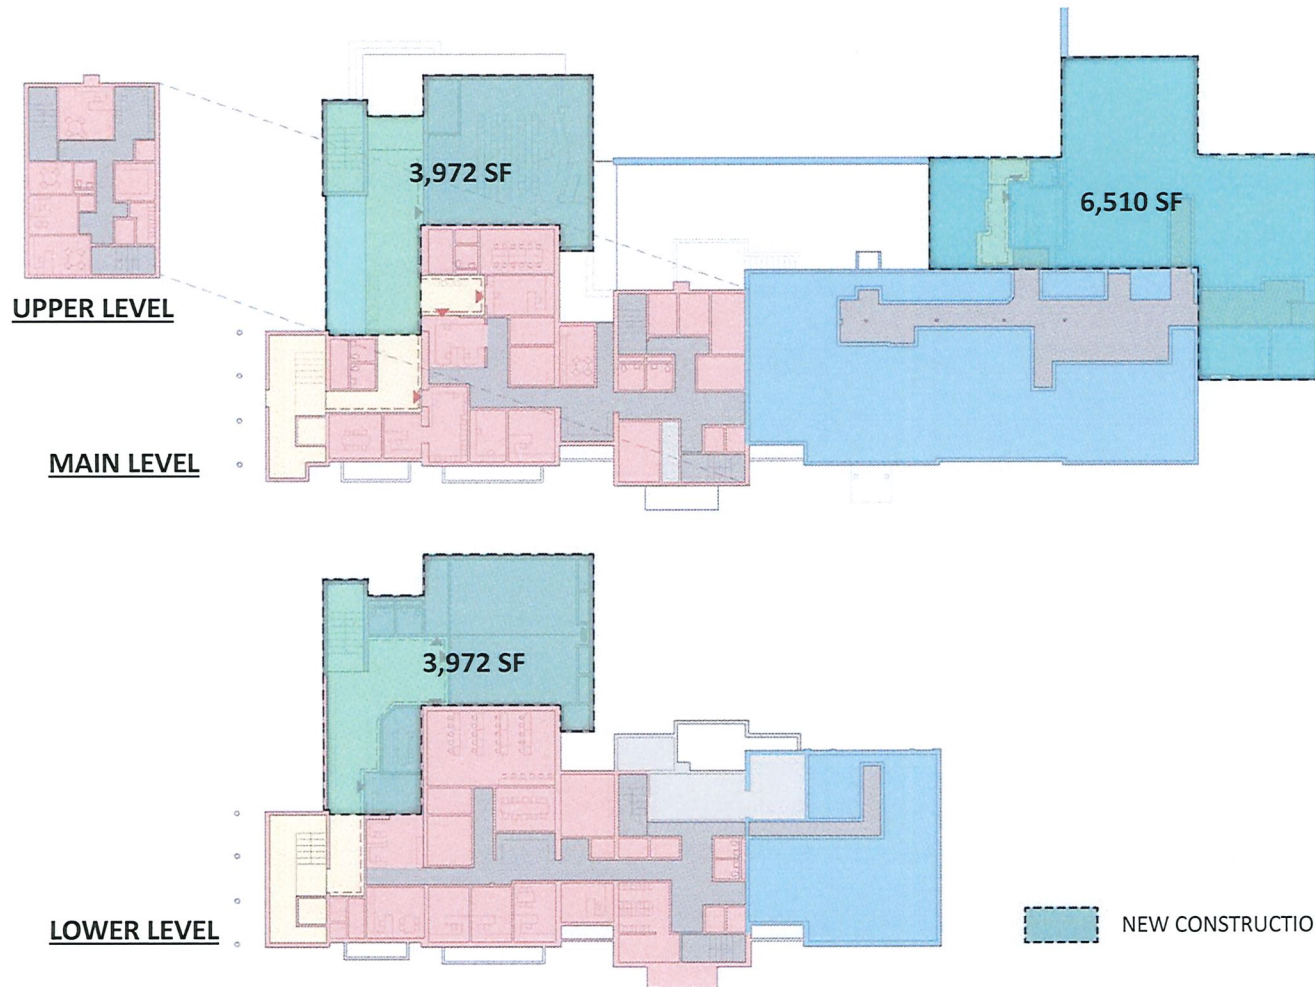 3,972 SF
6,510 SF
UPPER LEVEL
MAIN LEVEL
3,972 SF
LOWER LEVEL
NEW CONSTRUCTIO